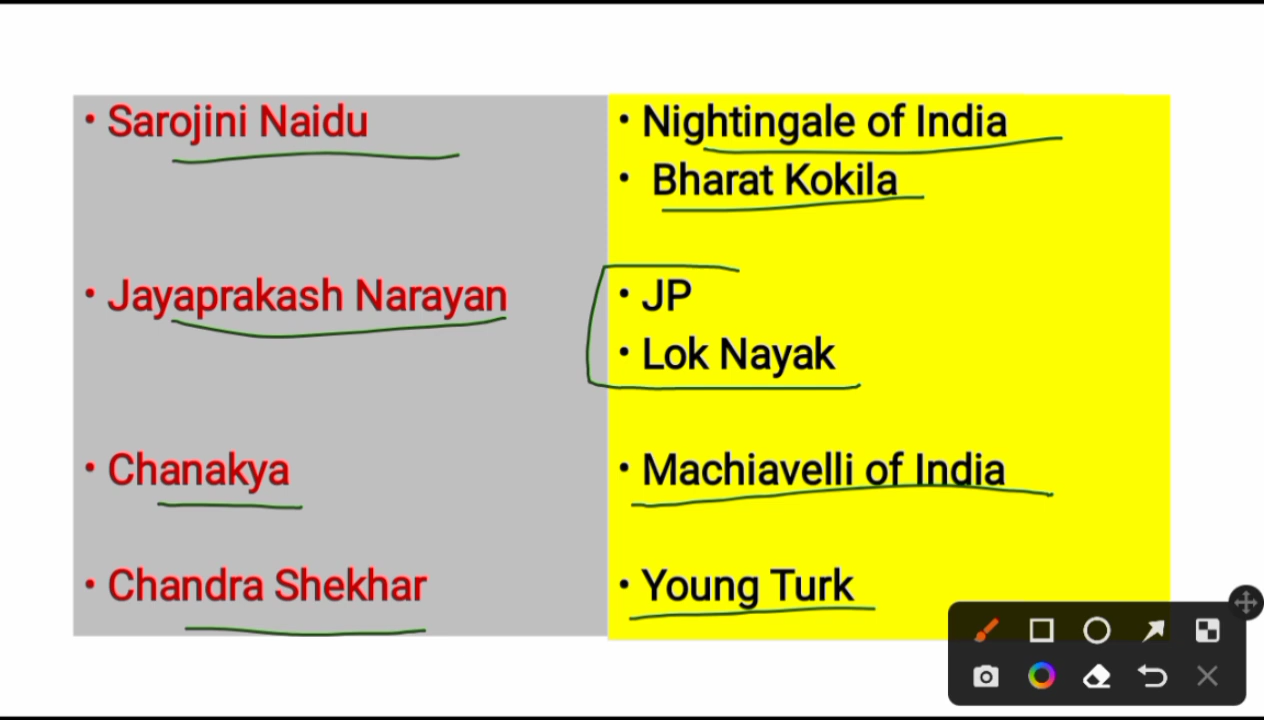 • Sarojini Naidu
• Nightingale of India
• Bharat Kokila
• Jayaprakash Narayan
• JP
• Lok Nayak
• Chanakya
• Machiavelli of India
• Chandra Shekhar
• Young Turk